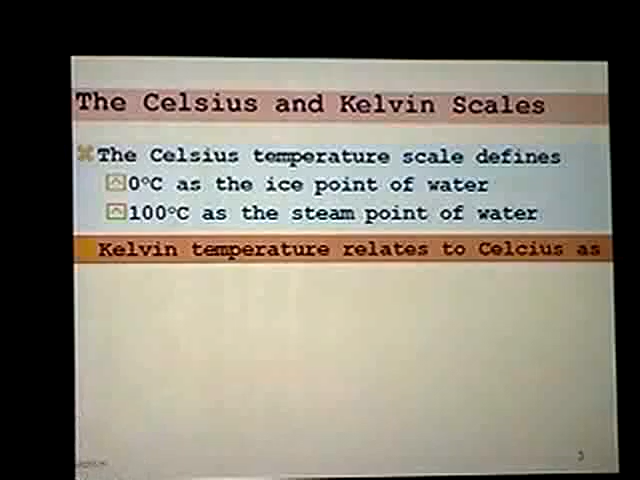 The Celsius and Kelvin Scales
The Celsius temperature scale defines
0°C as the ice point of water
100°C as the steam point of water
Kelvin temperature relates to Celcius as
3